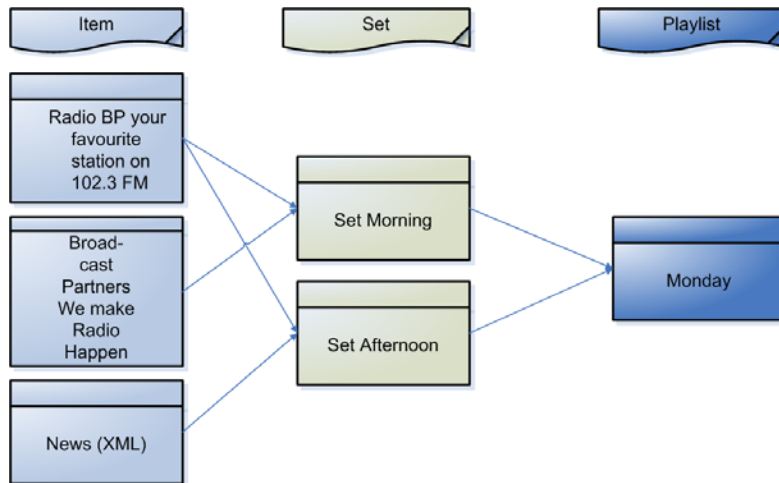 Item
Set
Playlist
Radio BP your
favourite
station on
102.3 FM
Broad-
cast
Partners
We make
Radio
Happen
News (XML)
Set Morning
Set Afternoon
Monday